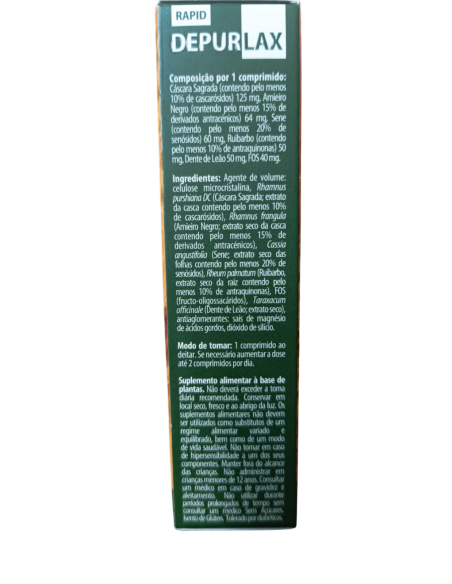 RAPID
DEPURLAX
Composição por 1 comprimido:
Cáscara Sagrada (contendo pelo menos
10% de cascarósidos) 125 mg, Amieiro
Negro (contendo pelo menos 15% de
derivados antracénicos) 64 mg, Sene
(contendo pelo menos 20% de
senósidos) 60 mg, Ruibarbo (contendo
pelo menos 10% de antraquinonas) 50
mg, Dente de Leão 50 mg, FOS 40 mg.
Ingredientes: Agente de volume:
celulose microcristalina, Rhamnus
purshiana DC (Cáscara Sagrada; extrato
da casca contendo pelo menos 10%
de cascarósidos), Rhamnus frangula
(Amieiro Negro; extrato seco da casca
contendo pelo menos 15% de
derivados antracénicos), Cassia
angustifolia (Sene; extrato seco das
folhas contendo pelo menos 20% de
senósidos), Rheum palmatum (Ruibarbo,
extrato seco da raiz contendo pelo
menos 10% de antraquinonas), FOS
(fructo-oligossacáridos), Taraxacum
officinale (Dente de Leão; extrato seco),
antiaglomerantes: sais de magnésio
de ácidos gordos, dióxido de silício.
Modo de tomar: 1 comprimido ao
deitar. Se necessário aumentar a dose
até 2 comprimidos por dia.
Suplemento alimentar à base de
plantas. Não deverá exceder a toma
diária recomendada. Conservar em
local seco, fresco e ao abrigo da luz. Os
suplementos alimentares não devem
ser utilizados como substitutos de um
regime alimentar variado e
equilibrado, bem como de um modo
de vida saudável. Não tomar em caso
de hipersensibilidade a um dos seus
componentes. Manter fora do alcance
das crianças. Não administrar em
crianças menores de 12 anos. Consultar
um médico em caso de gravidez e
aleitamento. Não utilizar durante
períodos prolongados de tempo sem
consultar um médico Sem Açúcares.
Isento de Glúten. Tolerado por diabéticos.